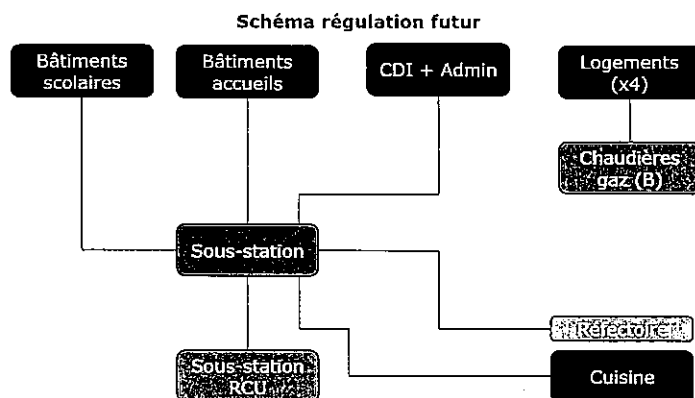 Schéma régulation futur
Bâtiments
scolaires
Bâtiments
accueils
CDI + Admin
Logements
(x4)
Chaudières
gaz (B)
Sous-station
Réfectoire
Sous-station
RCU
Cuisine